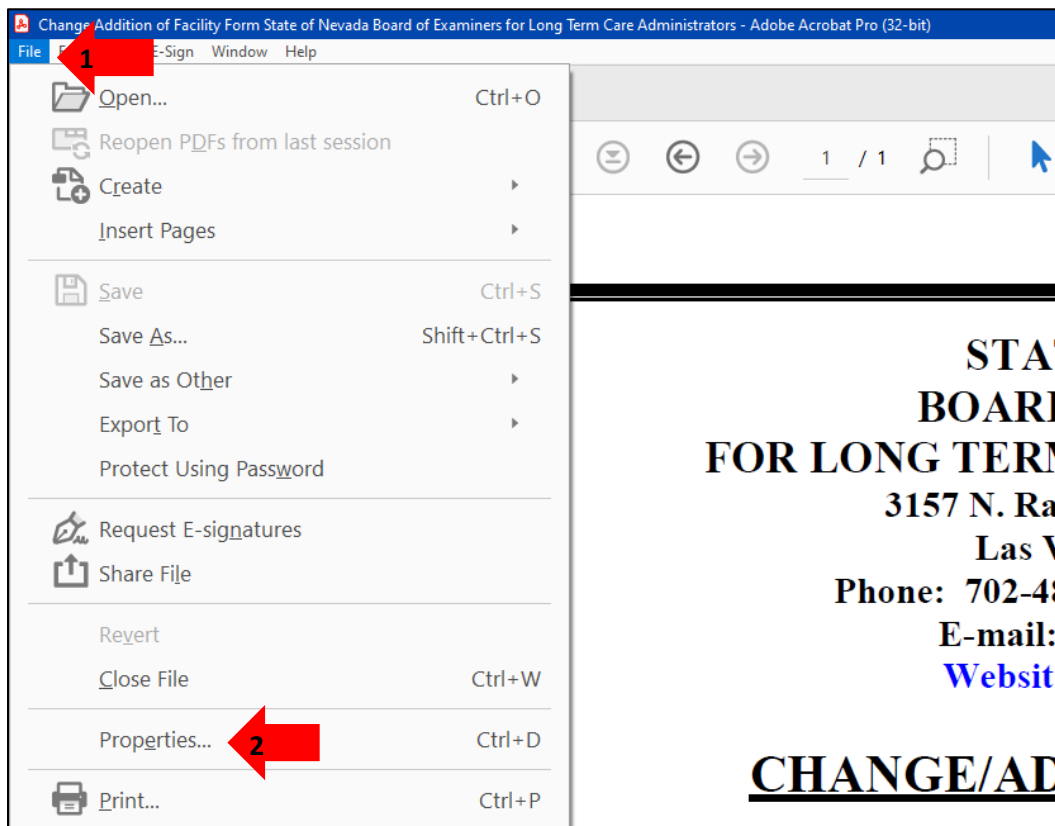 Change Addition of Facility Form State of Nevada Board of Examiners for Long Term Care Administrators - Adobe Acrobat Pro (32-bit)
File 1 E-Sign Window Help
Open... Ctrl+O
Reopen PDFs from last session
Create
Insert Pages
Save Ctrl+S
Save As... Shift+Ctrl+S
Save as Other
Export To
Protect Using Password
Request E-signatures
Share File
Revert
Close File Ctrl+W
Properties... 2 Ctrl+D
Print... Ctrl+P
1 / 1
STA
BOAR
FOR LONG TER
3157 N. Ra
Las
Phone: 702-48
E-mail:
Websit
CHANGE/AD